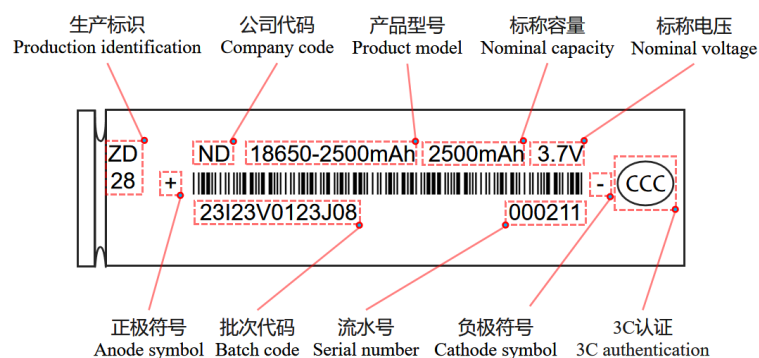 生产标识 公司代码 产品型号 标称容量 标称电压
Production identification Company code Product model Nominal capacity Nominal voltage
ZD ND 18650-2500mAh 2500mAh 3.7V
28 + - CCC
23I23V0123J08 000211
正极符号 批次代码 流水号 负极符号 3C认证
Anode symbol Batch code Serial number Cathode symbol 3C authentication